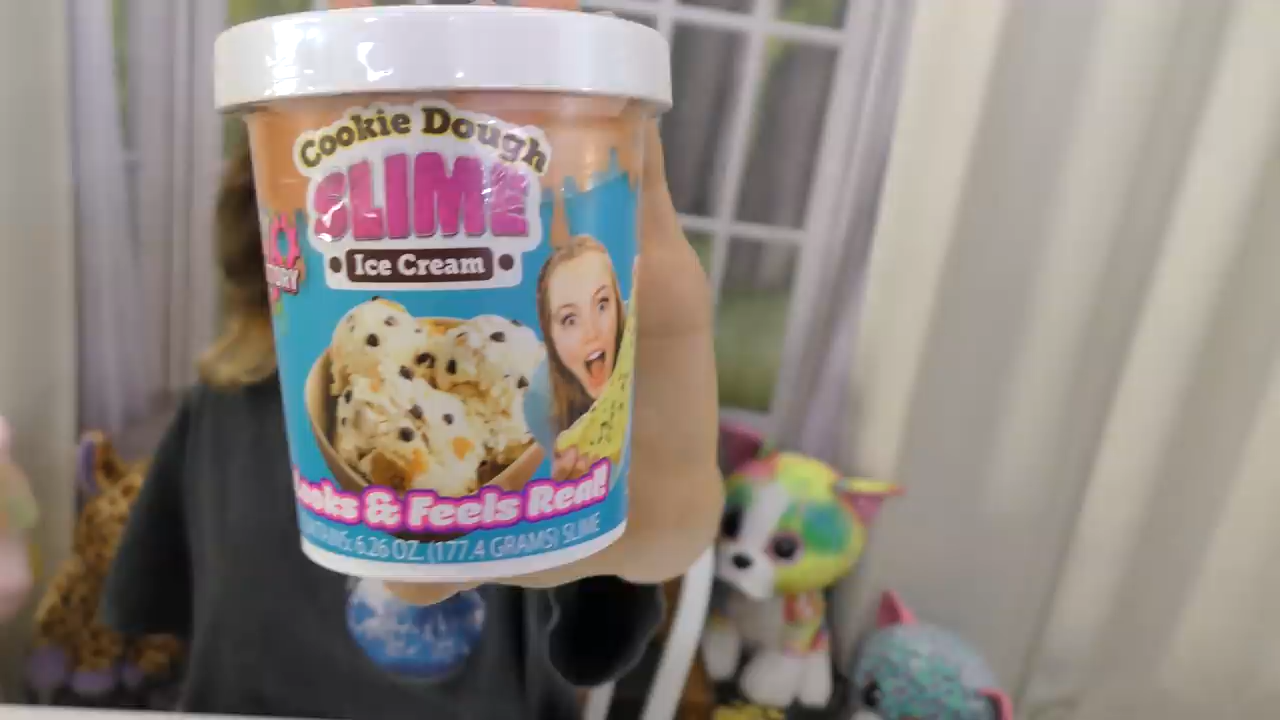 Cookie Dough
SLIME
Ice Cream
Looks & Feels Real!
6.26 OZ. (177.4 GRAMS) SLIME